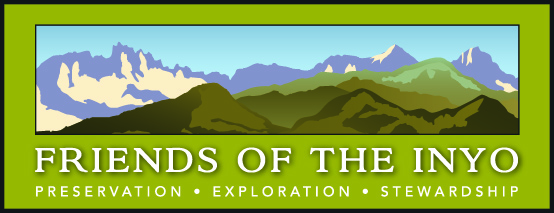 FRIENDS OF THE INYO
PRESERVATION • EXPLORATION • STEWARDSHIP